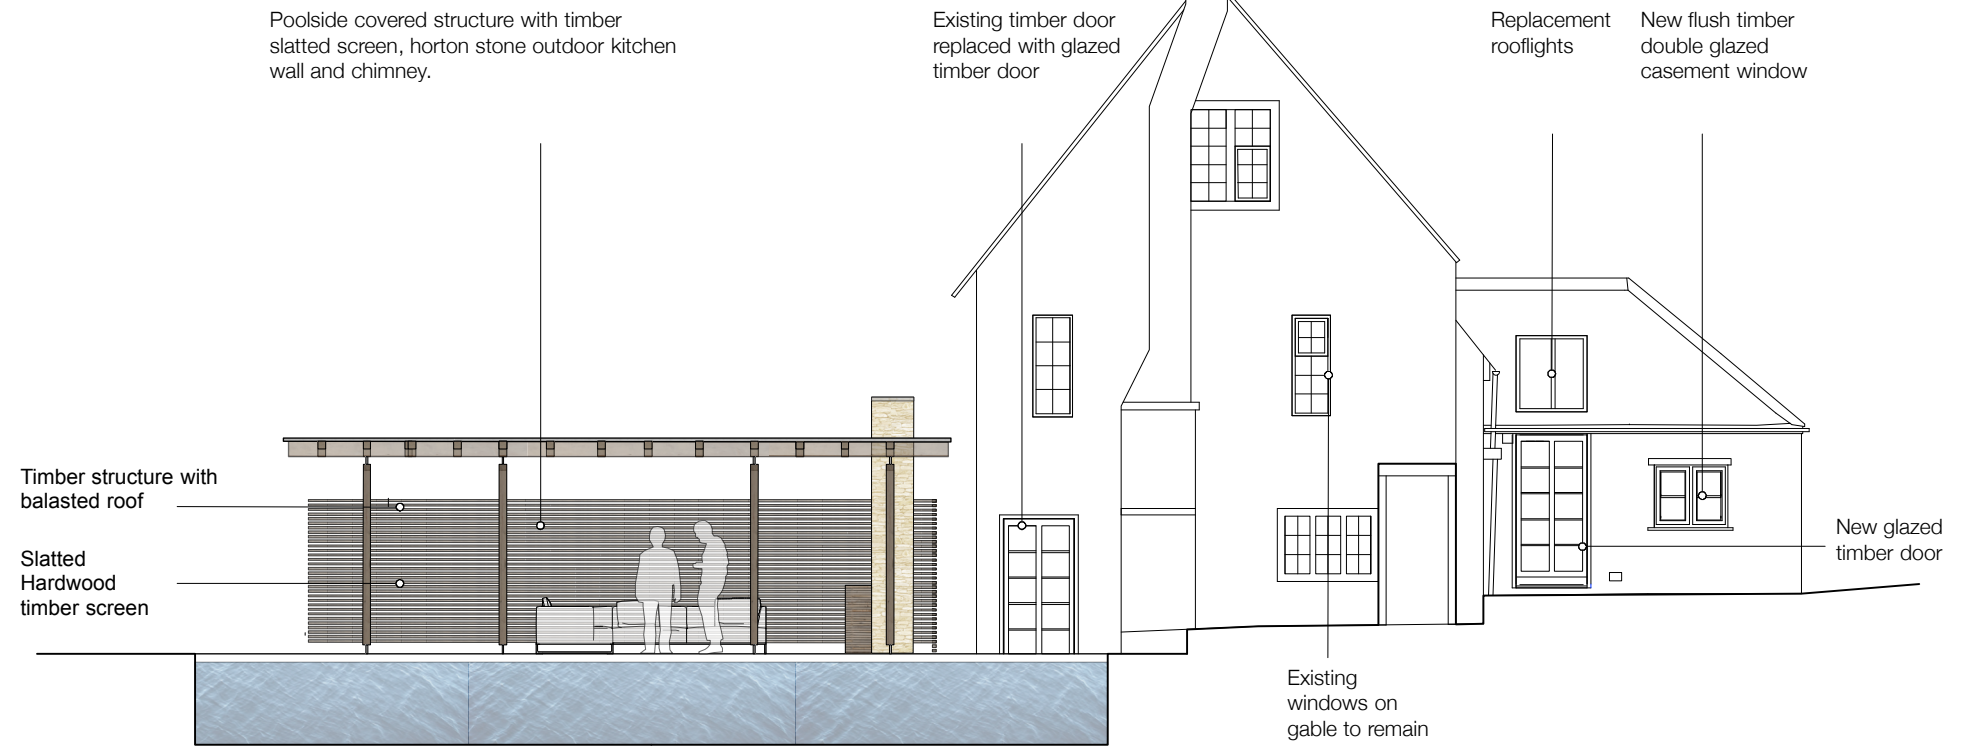 Poolside covered structure with timber
slatted screen, horton stone outdoor kitchen
wall and chimney.
Existing timber door
replaced with glazed
timber door
Replacement
rooflights
New flush timber
double glazed
casement window
Timber structure with
balasted roof
Slatted
Hardwood
timber screen
New glazed
timber door
Existing
windows on
gable to remain